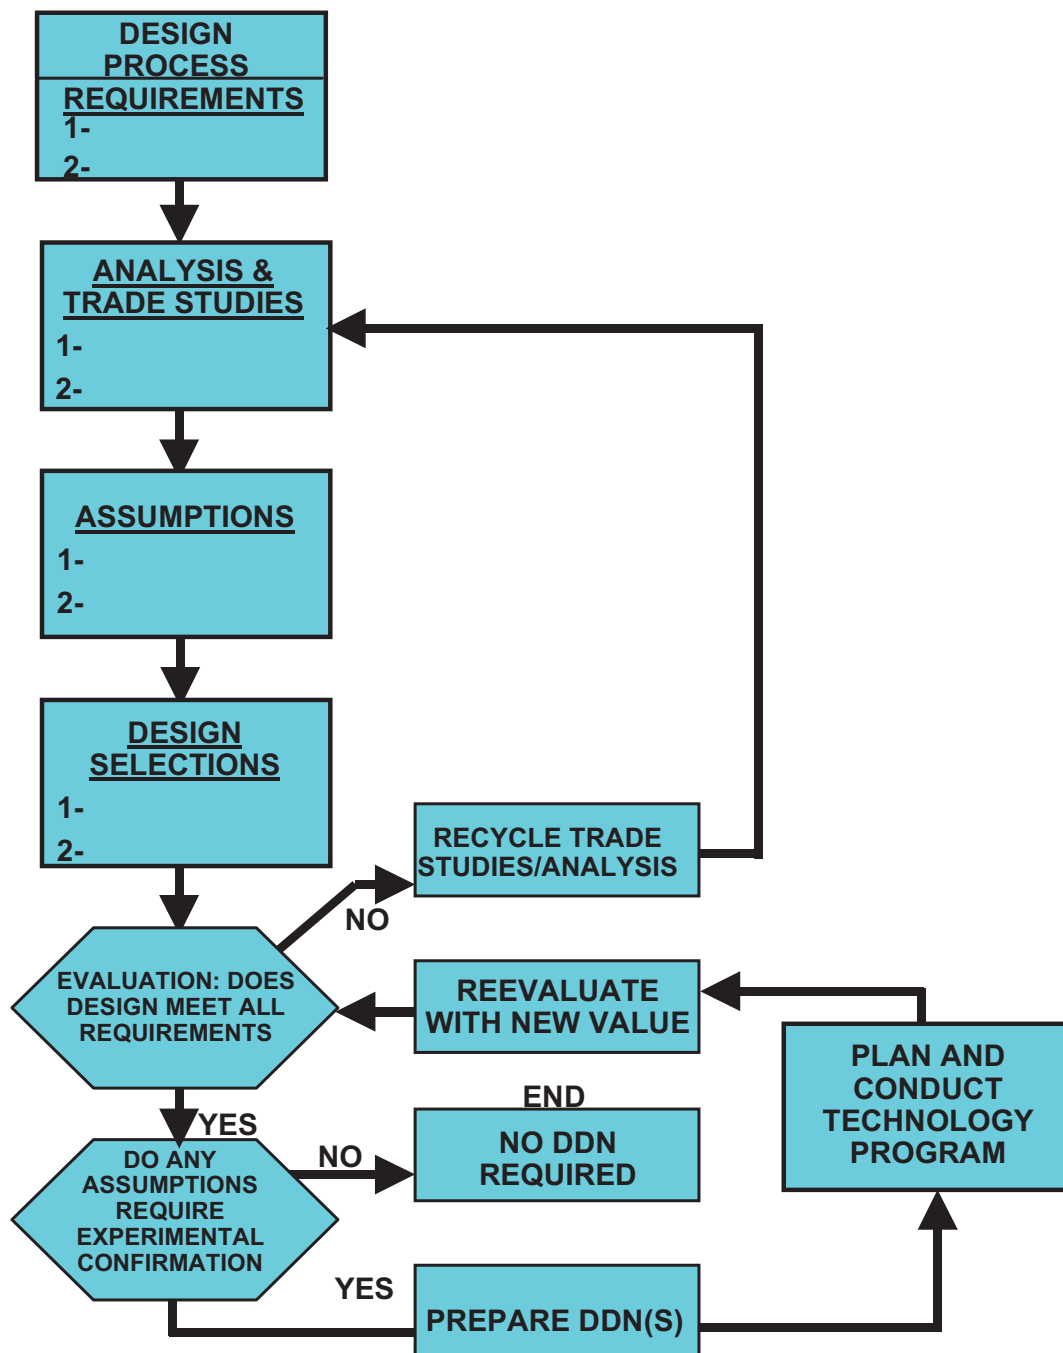 DESIGN
PROCESS
REQUIREMENTS
1-
2-
ANALYSIS &
TRADE STUDIES
1-
2-
ASSUMPTIONS
1-
2-
DESIGN
SELECTIONS
1-
2-
RECYCLE TRADE
STUDIES/ANALYSIS
NO
EVALUATION: DOES
DESIGN MEET ALL
REQUIREMENTS
REEVALUATE
WITH NEW VALUE
PLAN AND
CONDUCT
TECHNOLOGY
PROGRAM
YES
END
NO DDN
REQUIRED
NO
DO ANY
ASSUMPTIONS
REQUIRE
EXPERIMENTAL
CONFIRMATION
YES
PREPARE DDN(S)